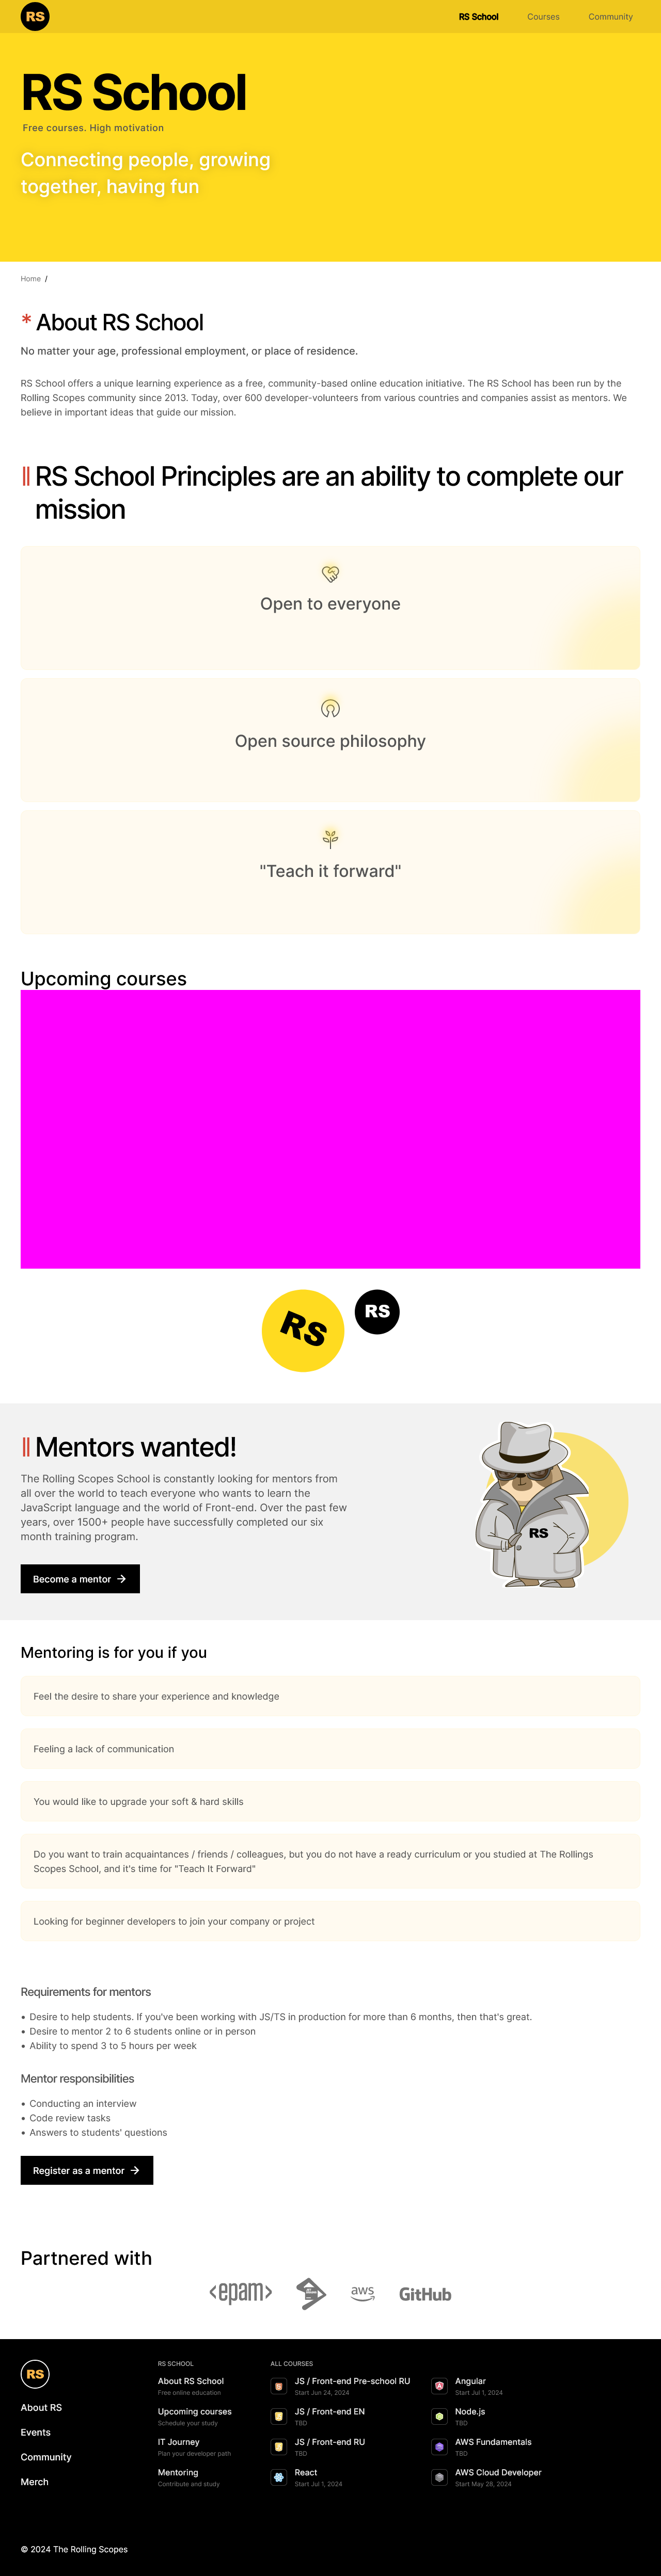 RS
RS School
Courses
Community
RS School
Free courses. High motivation
Connecting people, growing
together, having fun
Home /
* About RS School
No matter your age, professional employment, or place of residence.
RS School offers a unique learning experience as a free, community-based online education initiative. The RS School has been run by the
Rolling Scopes community since 2013. Today, over 600 developer-volunteers from various countries and companies assist as mentors. We
believe in important ideas that guide our mission.
RS School Principles are an ability to complete our
mission
Open to everyone
Open source philosophy
"Teach it forward"
Upcoming courses
RS
RS
Mentors wanted!
The Rolling Scopes School is constantly looking for mentors from
all over the world to teach everyone who wants to learn the
JavaScript language and the world of Front-end. Over the past few
years, over 1500+ people have successfully completed our six
month training program.
Become a mentor
RS
Mentoring is for you if you
Feel the desire to share your experience and knowledge
Feeling a lack of communication
You would like to upgrade your soft & hard skills
Do you want to train acquaintances / friends / colleagues, but you do not have a ready curriculum or you studied at The Rollings
Scopes School, and it's time for "Teach It Forward"
Looking for beginner developers to join your company or project
Requirements for mentors
• Desire to help students. If you've been working with JS/TS in production for more than 6 months, then that's great.
• Desire to mentor 2 to 6 students online or in person
• Ability to spend 3 to 5 hours per week
Mentor responsibilities
• Conducting an interview
• Code review tasks
• Answers to students' questions
Register as a mentor
Partnered with
<epam>
aws
GitHub
RS
About RS
Events
Community
Merch
RS SCHOOL
About RS School
Free online education
Upcoming courses
Schedule your study
IT Journey
Plan your developer path
Mentoring
Contribute and study
ALL COURSES
JS / Front-end Pre-school RU
Start Jun 24, 2024
JS / Front-end EN
TBD
JS / Front-end RU
TBD
React
Start Jul 1, 2024
Angular
Start Jul 1, 2024
Node.js
TBD
AWS Fundamentals
TBD
AWS Cloud Developer
Start May 28, 2024
© 2024 The Rolling Scopes